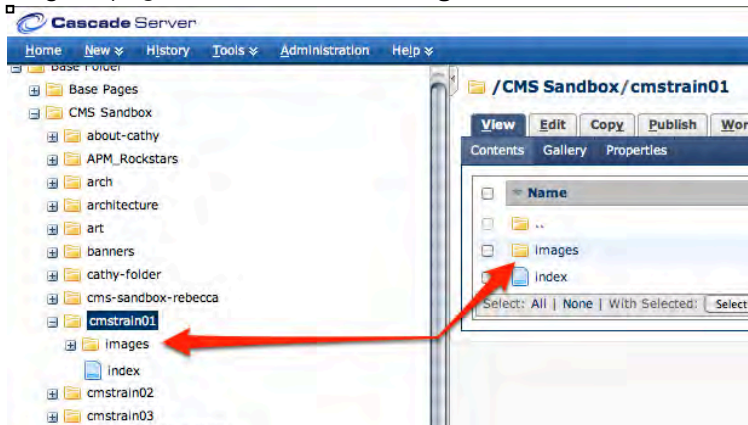 Cascade Server
Home New History Tools Administration Help
Base Folder
Base Pages
CMS Sandbox
about-cathy
APM_Rockstars
arch
architecture
art
banners
cathy-folder
cms-sandbox-rebecca
cmstrain01
images
index
cmstrain02
cmstrain03
/CMS Sandbox/cmstrain01
View Edit Copy Publish Wor
Contents Gallery Properties
Name
..
images
index
Select: All | None | With Selected: Select